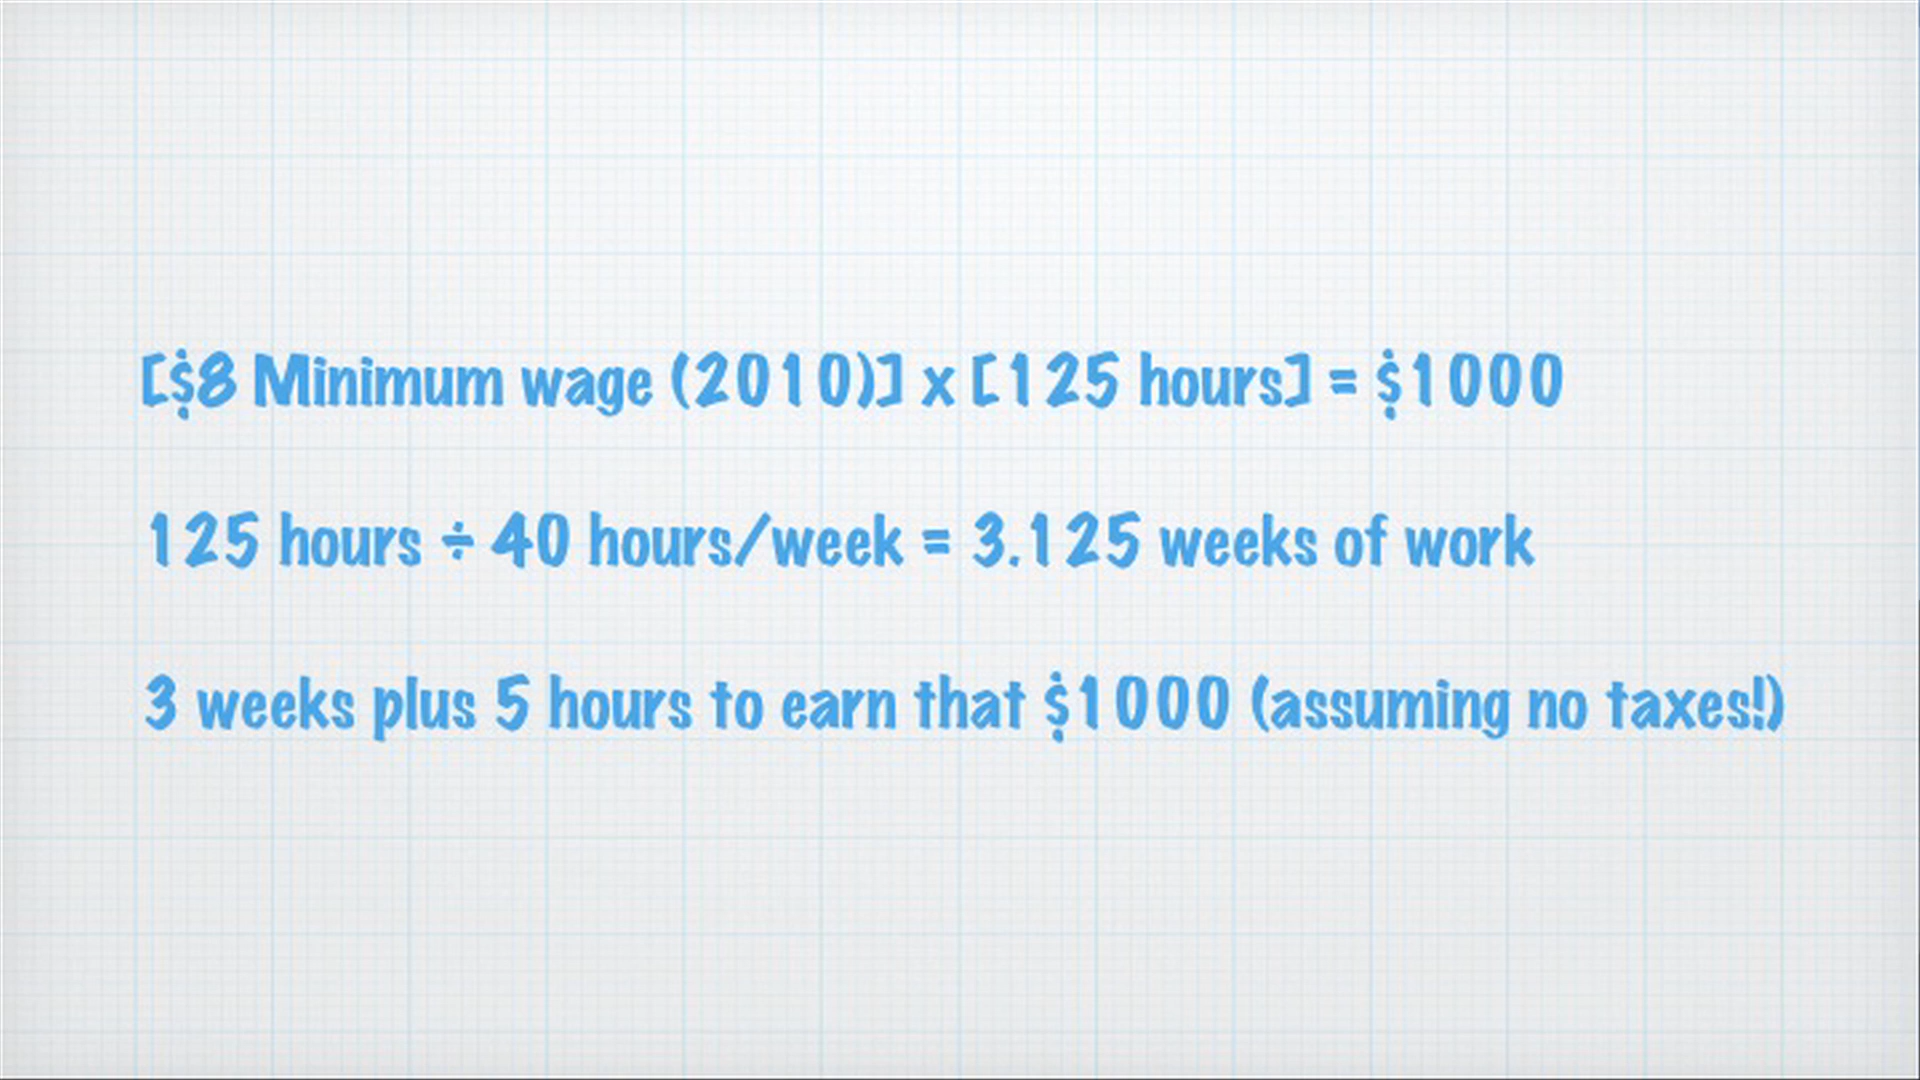 [$8 Minimum wage (2010)] x [125 hours] = $1000
125 hours ÷ 40 hours/week = 3.125 weeks of work
3 weeks plus 5 hours to earn that $1000 (assuming no taxes!)